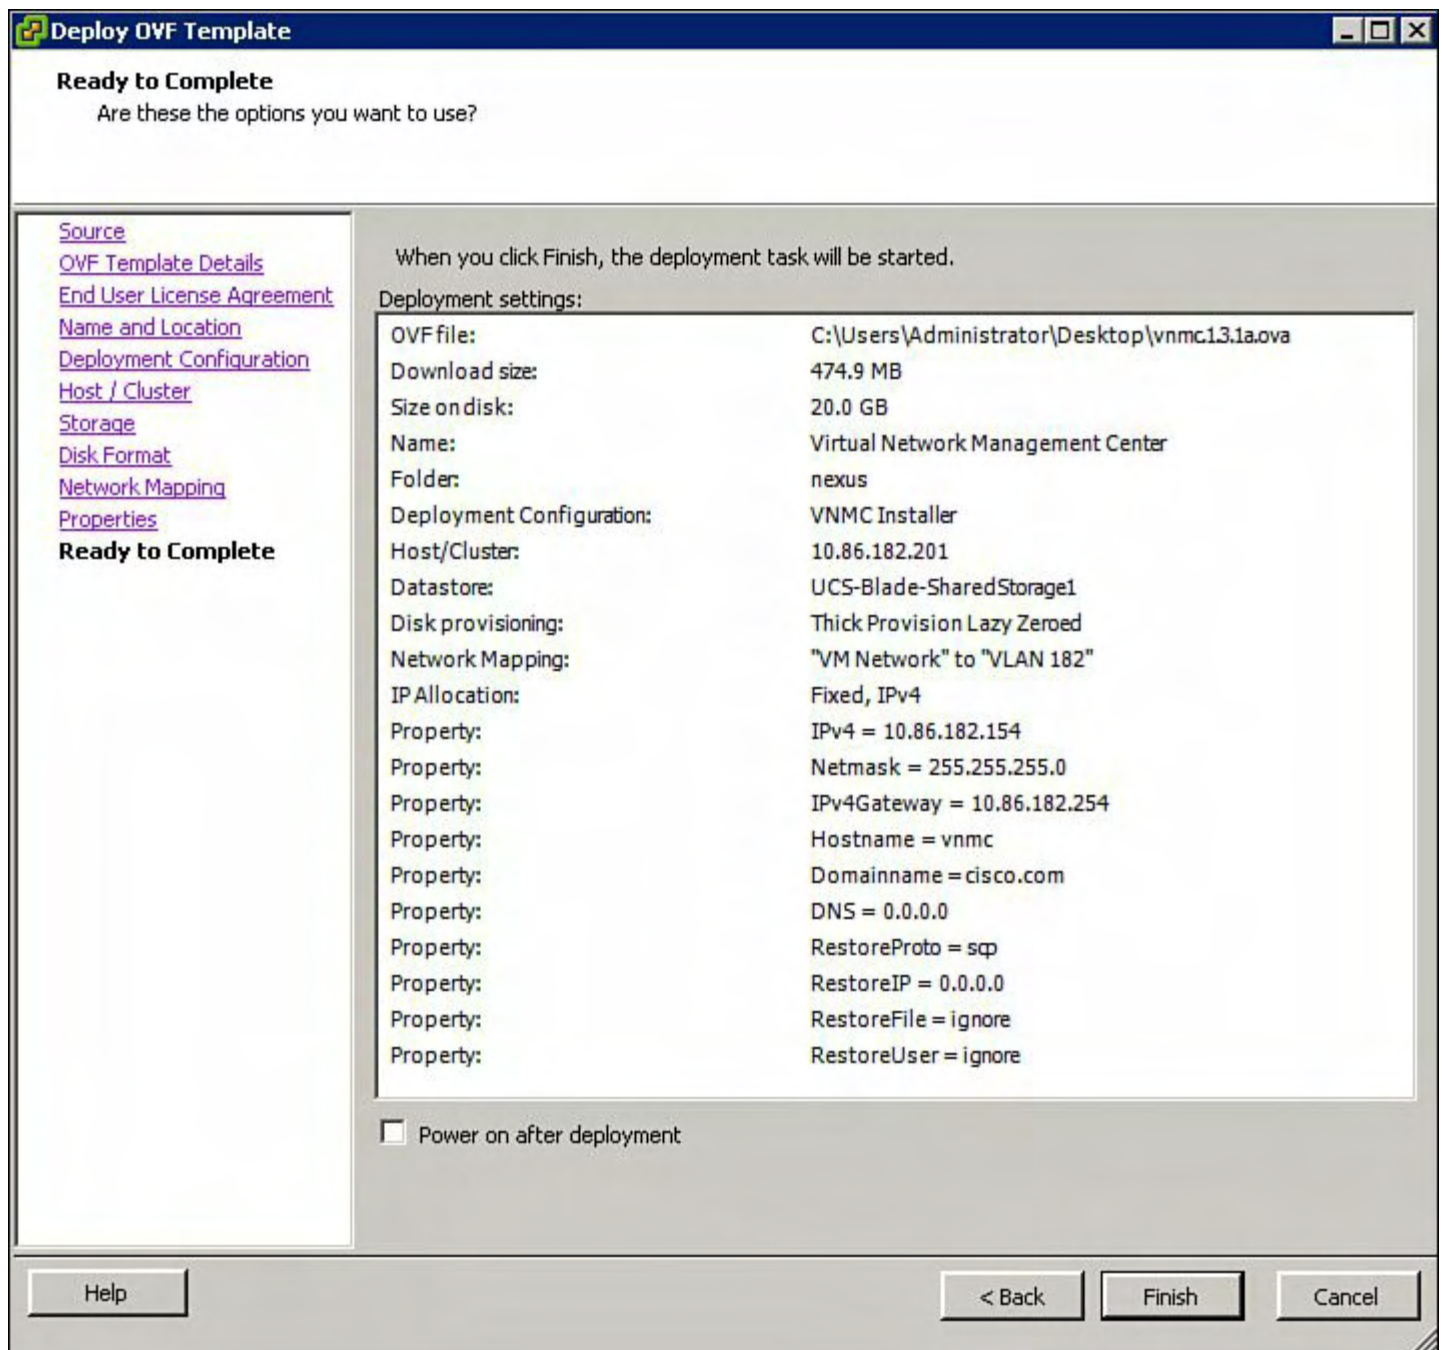 Deploy OVF Template
Ready to Complete
Are these the options you want to use?
Source
OVF Template Details
End User License Agreement
Name and Location
Deployment Configuration
Host / Cluster
Storage
Disk Format
Network Mapping
Properties
Ready to Complete
When you click Finish, the deployment task will be started.
Deployment settings:
OVF file: C:\Users\Administrator\Desktop\vnmc.1.3.1a.ova
Download size: 474.9 MB
Size on disk: 20.0 GB
Name: Virtual Network Management Center
Folder: nexus
Deployment Configuration: VNMC Installer
Host/Cluster: 10.86.182.201
Datastore: UCS-Blade-SharedStorage1
Disk provisioning: Thick Provision Lazy Zeroed
Network Mapping: "VM Network" to "VLAN 182"
IP Allocation: Fixed, IPv4
Property: IPv4 = 10.86.182.154
Property: Netmask = 255.255.255.0
Property: IPv4Gateway = 10.86.182.254
Property: Hostname = vnmc
Property: Domainname = cisco.com
Property: DNS = 0.0.0.0
Property: RestoreProto = scp
Property: RestoreIP = 0.0.0.0
Property: RestoreFile = ignore
Property: RestoreUser = ignore
Power on after deployment
Help < Back Finish Cancel